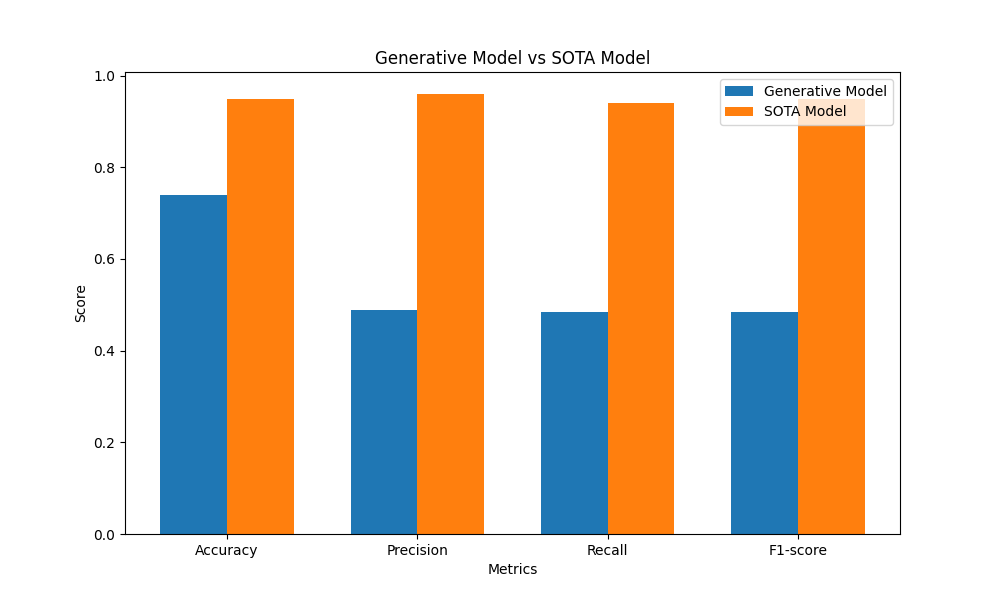 Generative Model vs SOTA Model
Generative Model
SOTA Model
1.0
0.8
0.6
0.4
0.2
0.0
Score
Accuracy
Precision
Recall
F1-score
Metrics